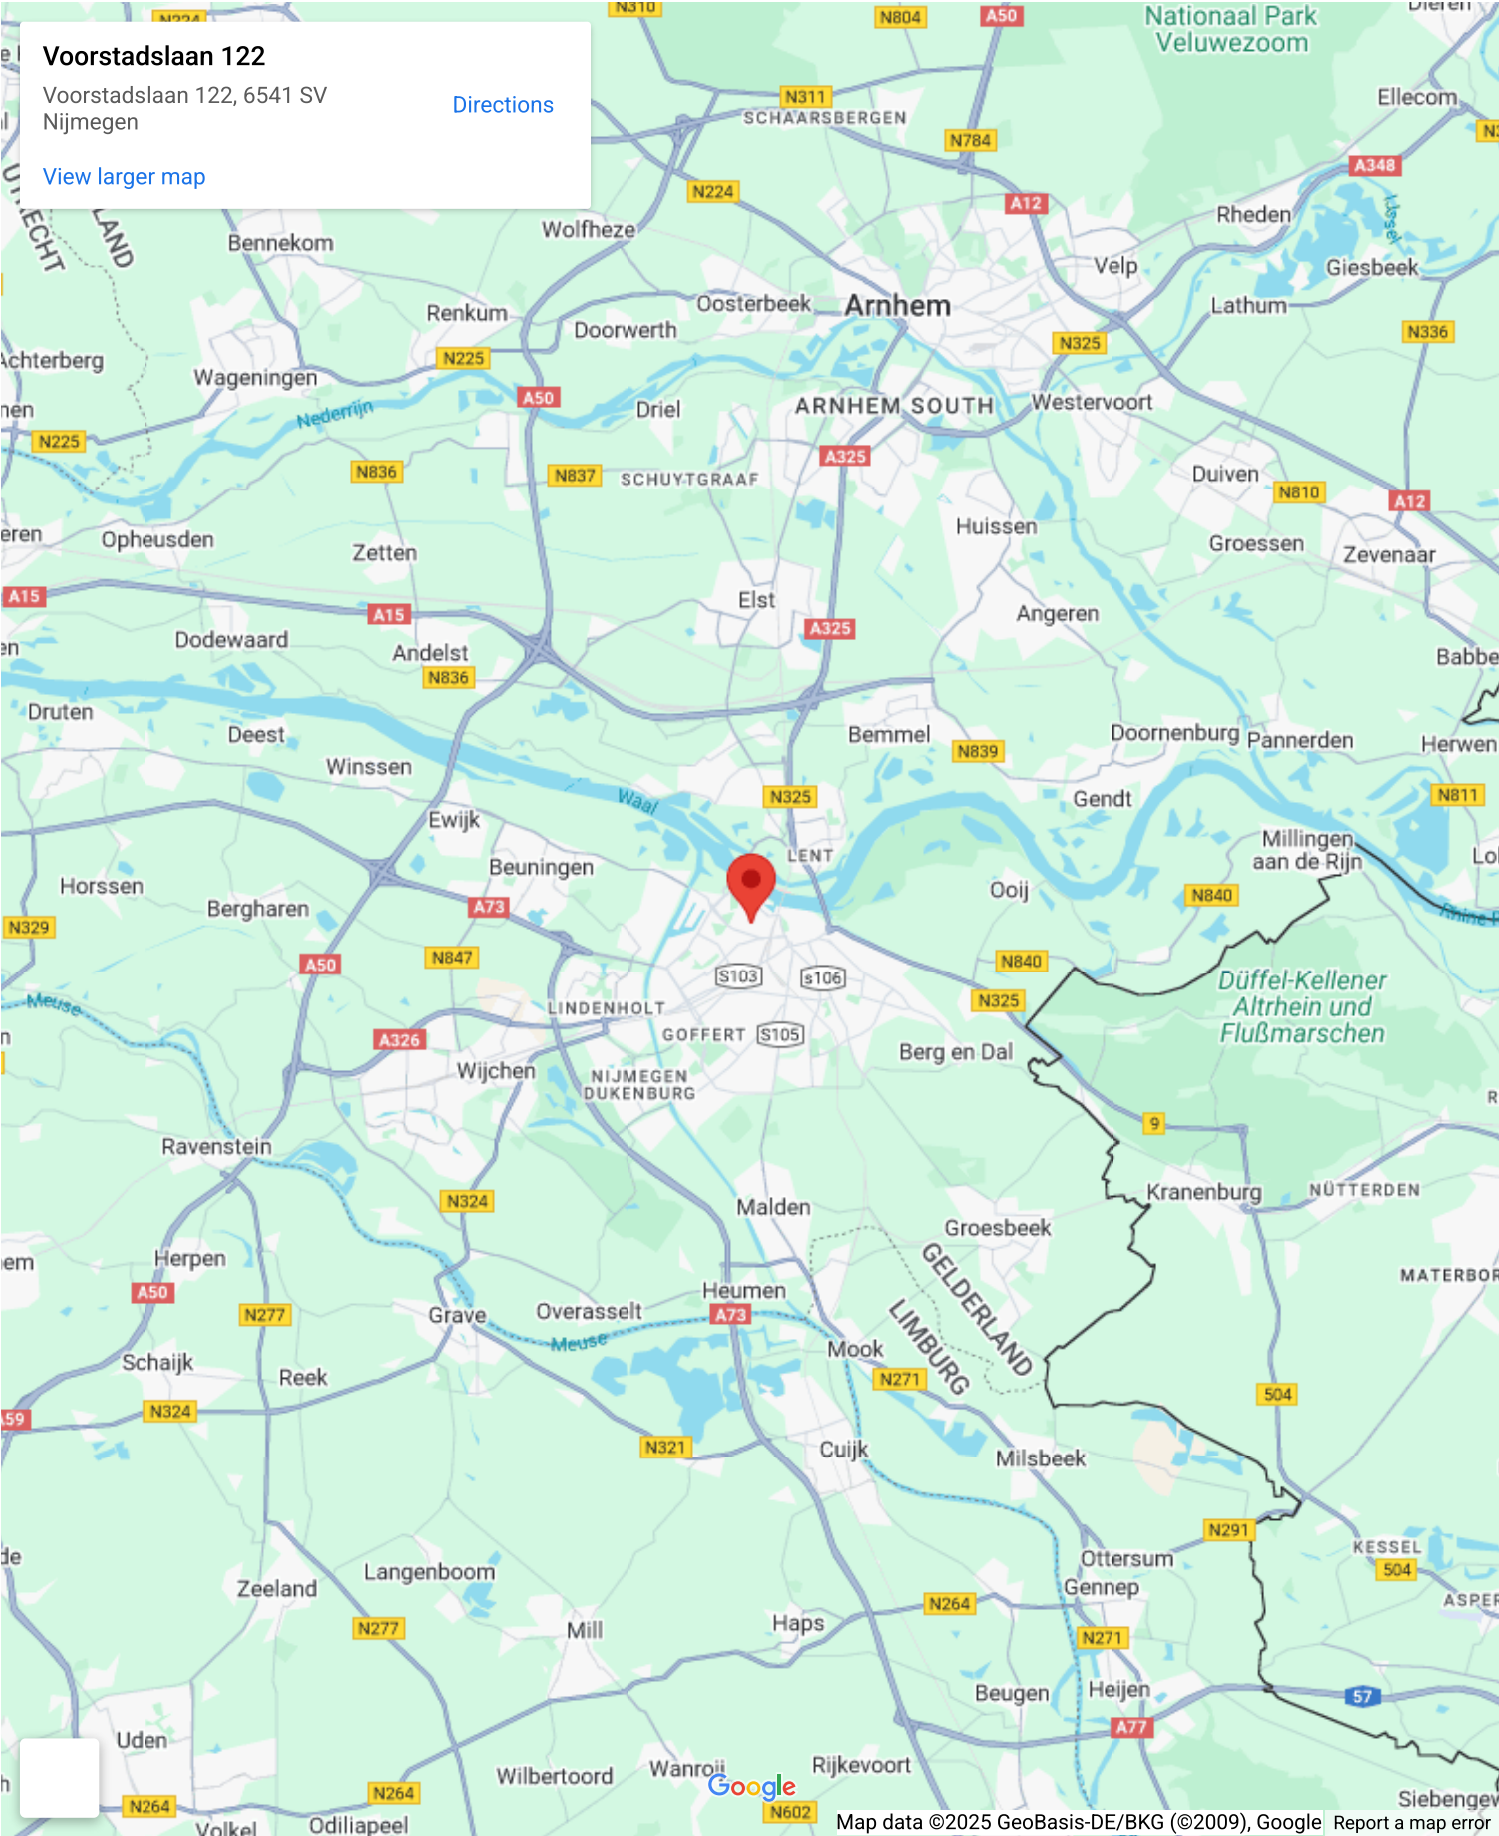 Voorstadslaan 122
Voorstadslaan 122, 6541 SV
Nijmegen
Directions
View larger map
N224
N310
N804
A50
Nationaal Park
Veluwezoom
Dieren
Ellecom
N311
SCHAARSBERGEN
N784
A348
N224
A12
Rheden
IJssel
UTRECHT
Wolfheze
Bennekom
Velp
Giesbeek
Renkum
Oosterbeek
Arnhem
Lathum
Doorwerth
N325
N336
Achterberg
N225
Wageningen
A50
Nederrijn
Driel
ARNHEM SOUTH
Westervoort
N225
A325
N836
N837
SCHUYTGRAAF
Duiven
N810
A12
Huissen
Opheusden
Zetten
Groessen
Zevenaar
A15
A15
Elst
Angeren
A325
Dodewaard
Andelst
N836
Babbe
Druten
Deest
Bemmel
N839
Doornenburg
Pannerden
Herwen
Winssen
Waal
N325
Gendt
N811
Ewijk
Millingen
aan de Rijn
LENT
Beuningen
Horssen
Bergharen
A73
Ooij
N840
N329
A50
N847
N840
S103
s106
N325
Düffel-Kellener
Altrhein und
Flußmarschen
Meuse
LINDENHOLT
GOFFERT
S105
A326
Berg en Dal
Wijchen
NIJMEGEN
DUKENBURG
9
Ravenstein
N324
Malden
Kranenburg
NÜTTERDEN
Groesbeek
Herpen
GELDERLAND
LIMBURG
A50
N277
Heumen
MATERBOR
Grave
Overasselt
A73
Meuse
Mook
Schaijk
Reek
N271
504
A59
N324
N321
Cuijk
Milsbeek
N291
Ottersum
KESSEL
504
Langenboom
Zeeland
Gennep
ASPER
N264
N277
Mill
Haps
N271
Beugen
Heijen
57
A77
Uden
Wilbertoord
Wanroij
Rijkevoort
Google
N264
N264
N602
Siebengew
Volkel
Odiliapeel
Map data ©2025 GeoBasis-DE/BKG (©2009), Google
Report a map error